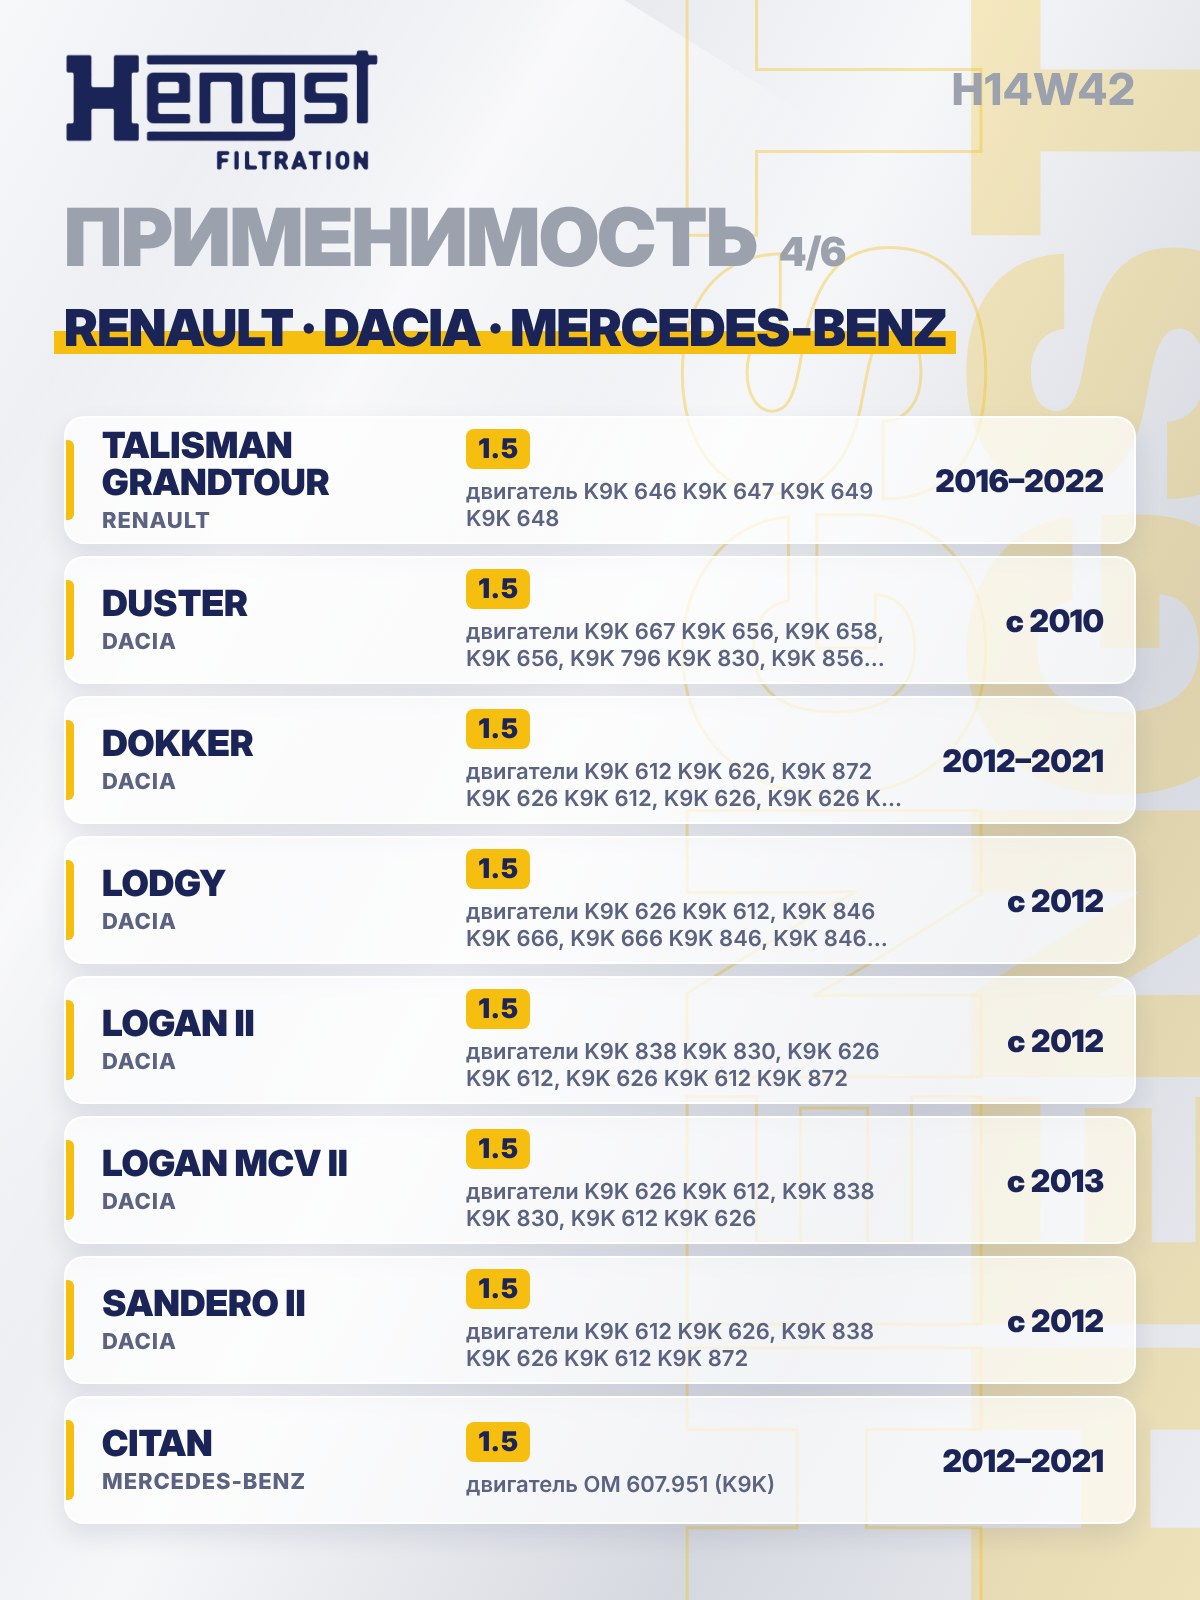 Hengst
FILTRATION
H14W42
ПРИМЕНИМОСТЬ 4/6
RENAULT · DACIA · MERCEDES-BENZ
TALISMAN
GRANDTOUR
RENAULT
1.5
двигатель K9K 646 K9K 647 K9K 649
K9K 648
2016–2022
DUSTER
DACIA
1.5
двигатели K9K 667 K9K 656, K9K 658,
K9K 656, K9K 796 K9K 830, K9K 856...
с 2010
DOKKER
DACIA
1.5
двигатели K9K 612 K9K 626, K9K 872
K9K 626 K9K 612, K9K 626, K9K 626 K...
2012–2021
LODGY
DACIA
1.5
двигатели K9K 626 K9K 612, K9K 846
K9K 666, K9K 666 K9K 846, K9K 846...
с 2012
LOGAN II
DACIA
1.5
двигатели K9K 838 K9K 830, K9K 626
K9K 612, K9K 626 K9K 612 K9K 872
с 2012
LOGAN MCV II
DACIA
1.5
двигатели K9K 626 K9K 612, K9K 838
K9K 830, K9K 612 K9K 626
с 2013
SANDERO II
DACIA
1.5
двигатели K9K 612 K9K 626, K9K 838
K9K 626 K9K 612 K9K 872
с 2012
CITAN
MERCEDES-BENZ
1.5
двигатель OM 607.951 (K9K)
2012–2021
HENGST
HENGST